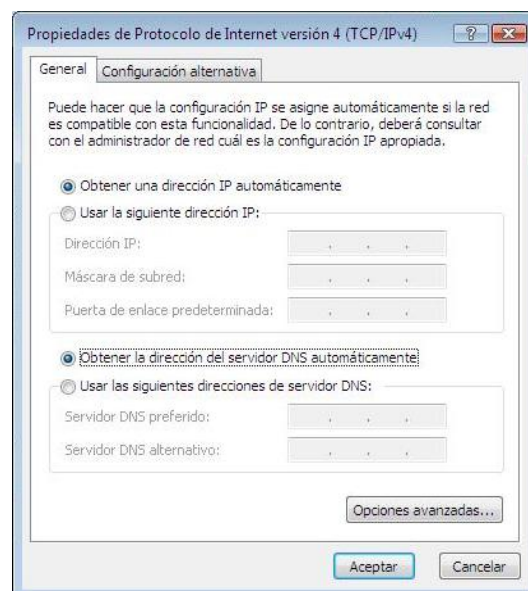 Propiedades de Protocolo de Internet versión 4 (TCP/IPv4)
General
Configuración alternativa
Puede hacer que la configuración IP se asigne automáticamente si la red
es compatible con esta funcionalidad. De lo contrario, deberá consultar
con el administrador de red cuál es la configuración IP apropiada.
Obtener una dirección IP automáticamente
Usar la siguiente dirección IP:
Dirección IP:
Máscara de subred:
Puerta de enlace predeterminada:
Obtener la dirección del servidor DNS automáticamente
Usar las siguientes direcciones de servidor DNS:
Servidor DNS preferido:
Servidor DNS alternativo:
Opciones avanzadas...
Aceptar
Cancelar